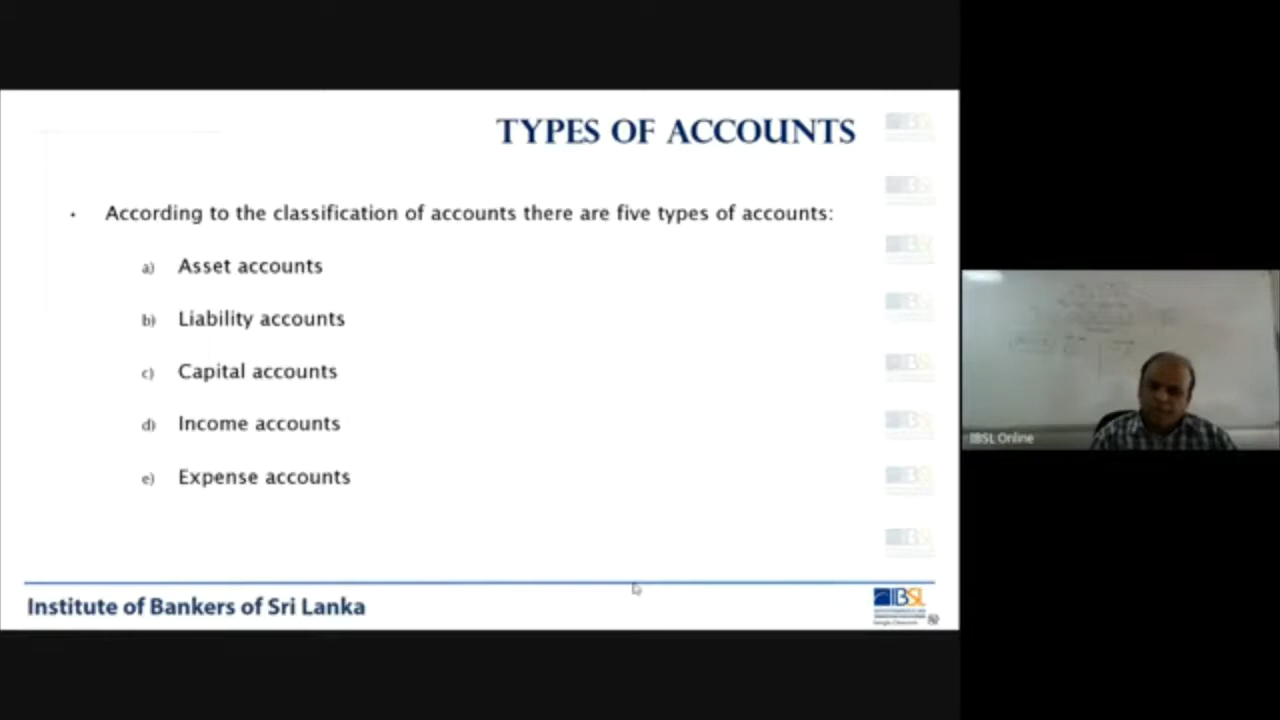 TYPES OF ACCOUNTS
• According to the classification of accounts there are five types of accounts:
a) Asset accounts
b) Liability accounts
c) Capital accounts
d) Income accounts
e) Expense accounts
Institute of Bankers of Sri Lanka
IBSL
IBSL Online